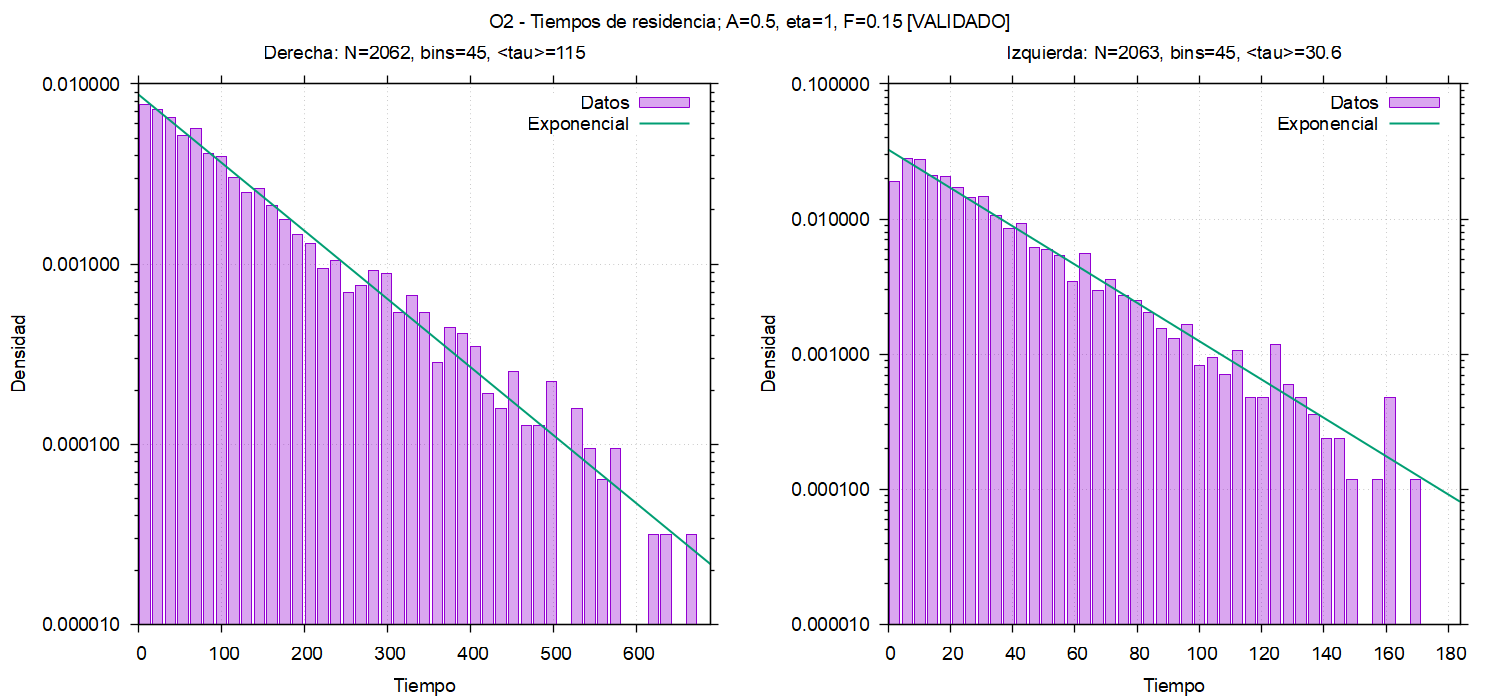 O2 - Tiempos de residencia; A=0.5, eta=1, F=0.15 [VALIDADO]
Derecha: N=2062, bins=45, <tau>=115
0.010000
0.001000
0.000100
0.000010
Densidad
Datos
Exponencial
0 100 200 300 400 500 600
Tiempo
Izquierda: N=2063, bins=45, <tau>=30.6
0.100000
0.010000
0.001000
0.000100
0.000010
Densidad
Datos
Exponencial
0 20 40 60 80 100 120 140 160 180
Tiempo